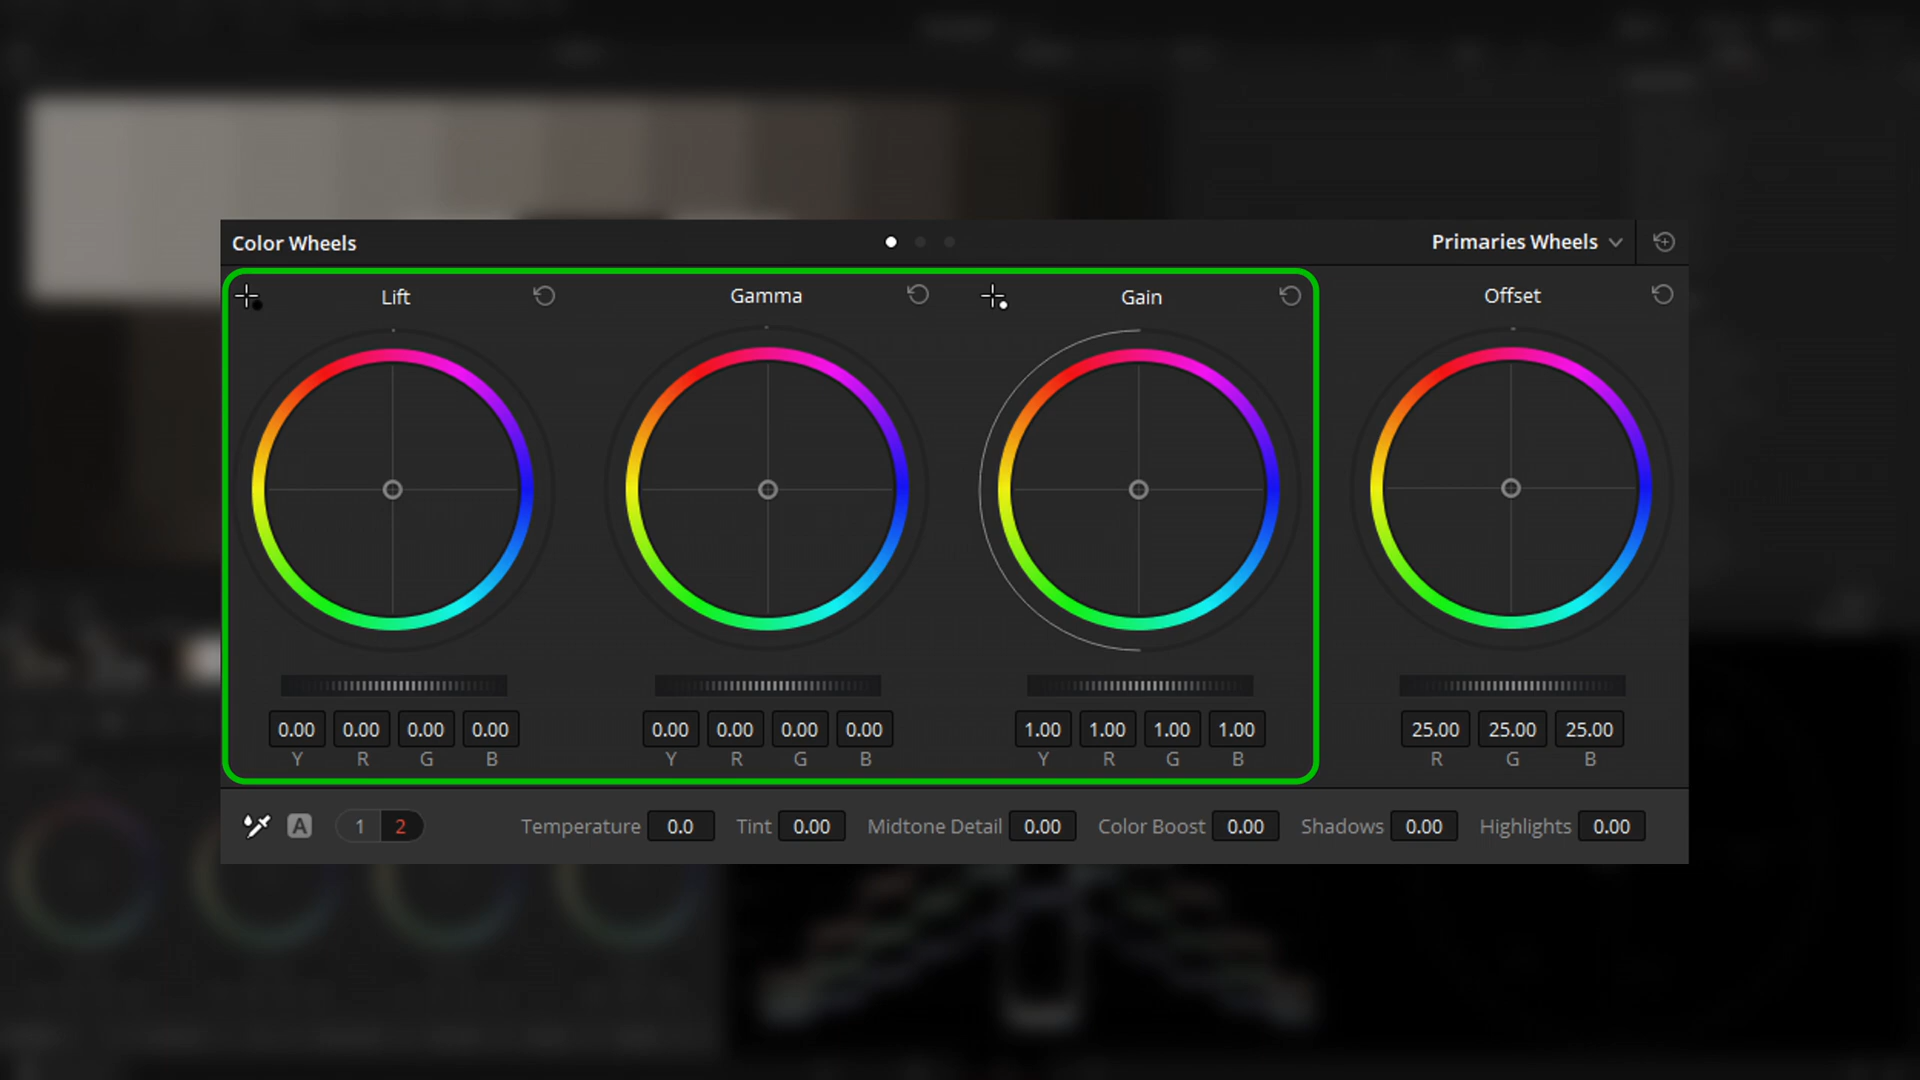 Color Wheels Primaries Wheels
Lift Gamma Gain Offset
0.00 0.00 0.00 0.00 0.00 0.00 0.00 0.00 1.00 1.00 1.00 1.00 25.00 25.00 25.00
Y R G B Y R G B Y R G B R G B
A 1 2 Temperature 0.0 Tint 0.00 Midtone Detail 0.00 Color Boost 0.00 Shadows 0.00 Highlights 0.00